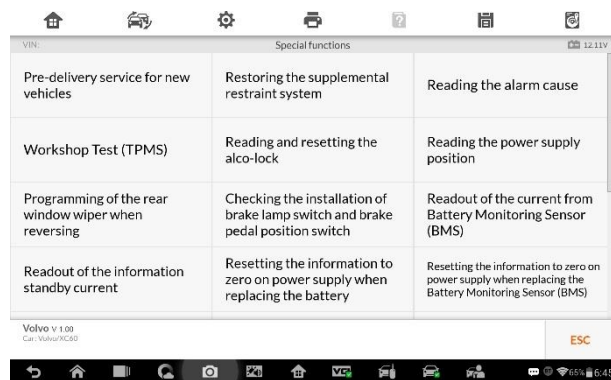 VIN:
Special functions
12.11V
Pre-delivery service for new
vehicles
Restoring the supplemental
restraint system
Reading the alarm cause
Workshop Test (TPMS)
Reading and resetting the
alco-lock
Reading the power supply
position
Programming of the rear
window wiper when
reversing
Checking the installation of
brake lamp switch and brake
pedal position switch
Readout of the current from
Battery Monitoring Sensor
(BMS)
Readout of the information
standby current
Resetting the information to
zero on power supply when
replacing the battery
Resetting the information to zero on
power supply when replacing the
Battery Monitoring Sensor (BMS)
Volvo V 1.00
Car: Volvo/XC60
ESC
65%